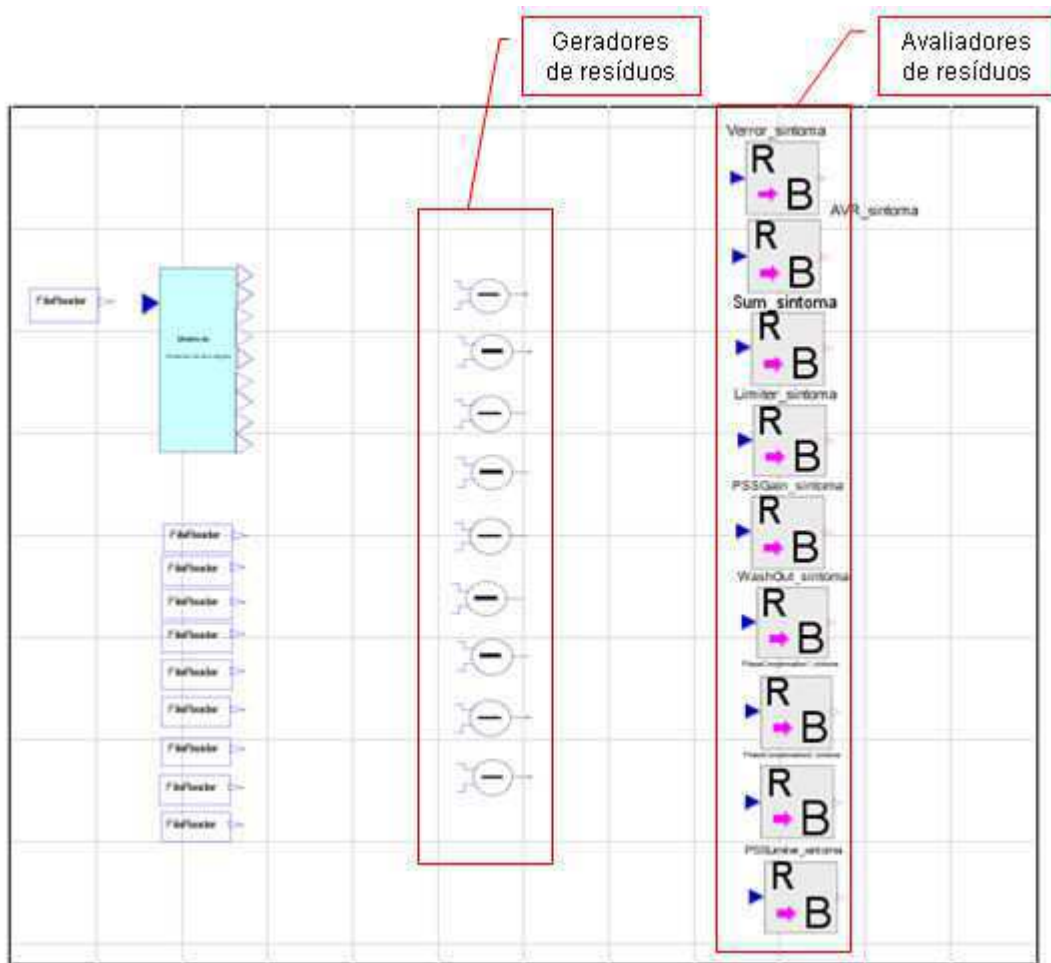 Geradores
de resíduos
Avaliadores
de resíduos
Verror_sintoma
R
B
AVR_sintoma
R
B
Sum_sintoma
R
B
Limiter_sintoma
R
B
PSSGain_sintoma
R
B
WashOut_sintoma
R
B
R
B
R
B
PSSLimiter_sintoma
R
B
FileReader
FileReader
FileReader
FileReader
FileReader
FileReader
FileReader
FileReader
FileReader
FileReader